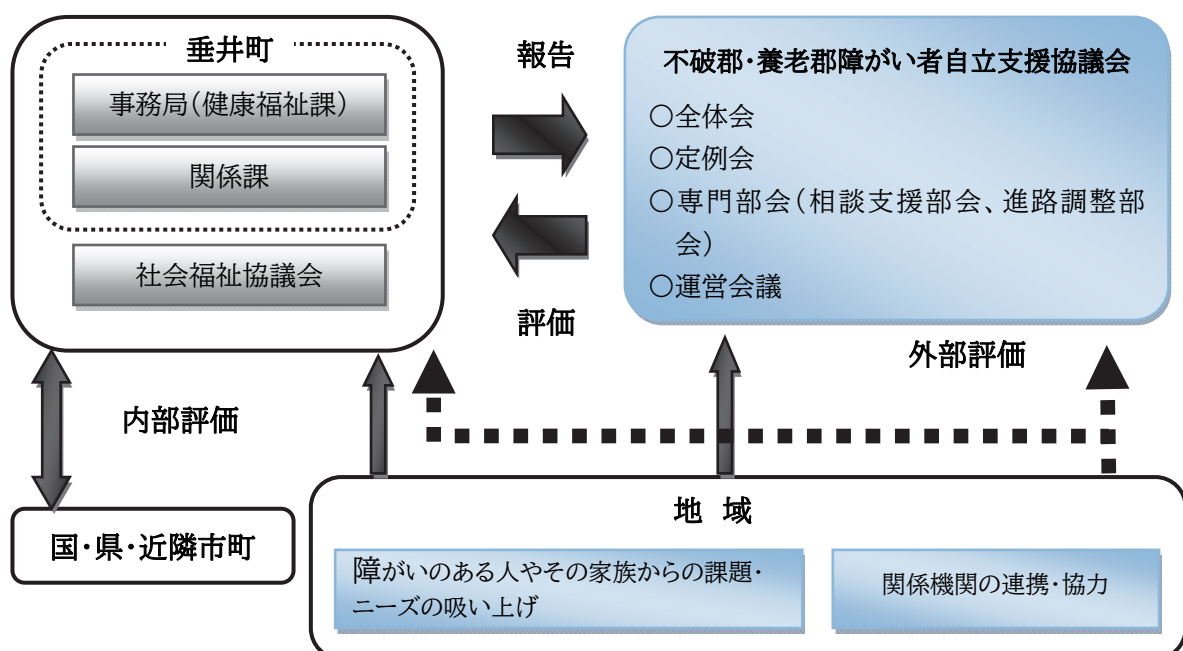 垂井町
事務局（健康福祉課）
関係課
社会福祉協議会
報告
評価
不破郡・養老郡障がい者自立支援協議会
○全体会
○定例会
○専門部会（相談支援部会、進路調整部
会）
○運営会議
外部評価
内部評価
国・県・近隣市町
地 域
障がいのある人やその家族からの課題・
ニーズの吸い上げ
関係機関の連携・協力